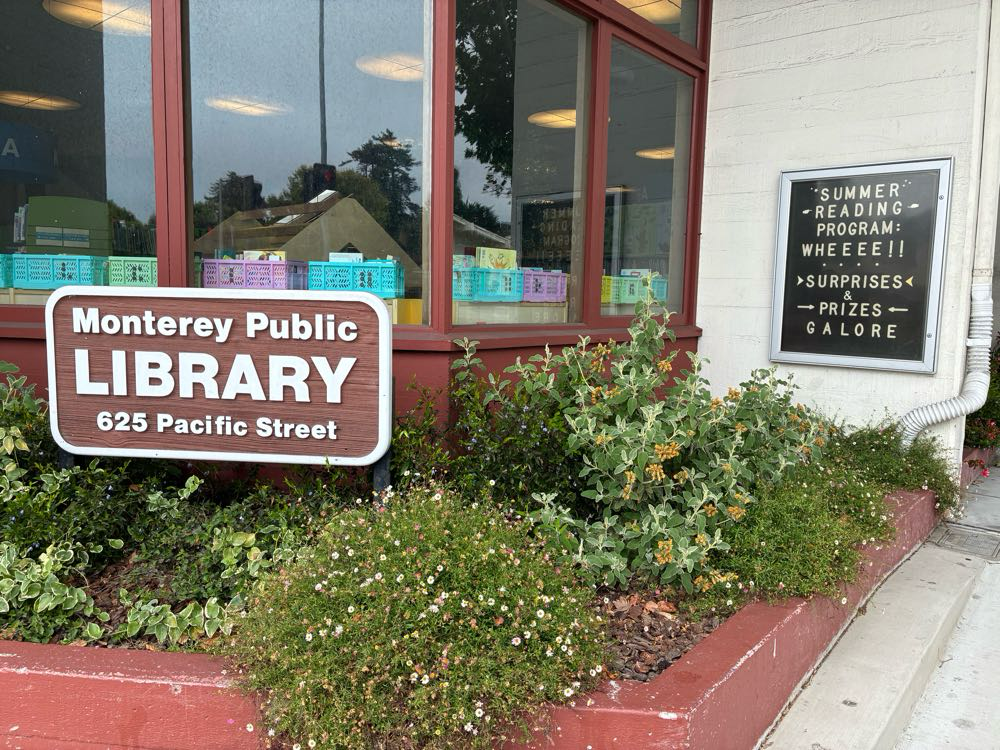 Monterey Public
LIBRARY
625 Pacific Street
SUMMER
READING
PROGRAM:
WHEEEE!!
SURPRISES
&
PRIZES
GALORE